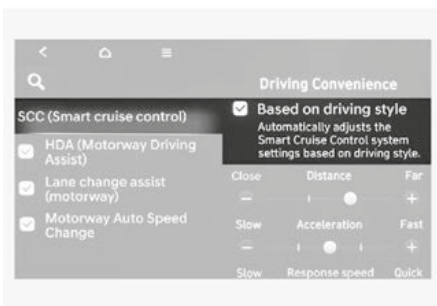 Driving Convenience
SCC (Smart cruise control)
HDA (Motorway Driving
Assist)
Lane change assist
(motorway)
Motorway Auto Speed
Change
Based on driving style
Automatically adjusts the
Smart Cruise Control system
settings based on driving style.
Close Distance Far
Slow Acceleration Fast
Slow Response speed Quick